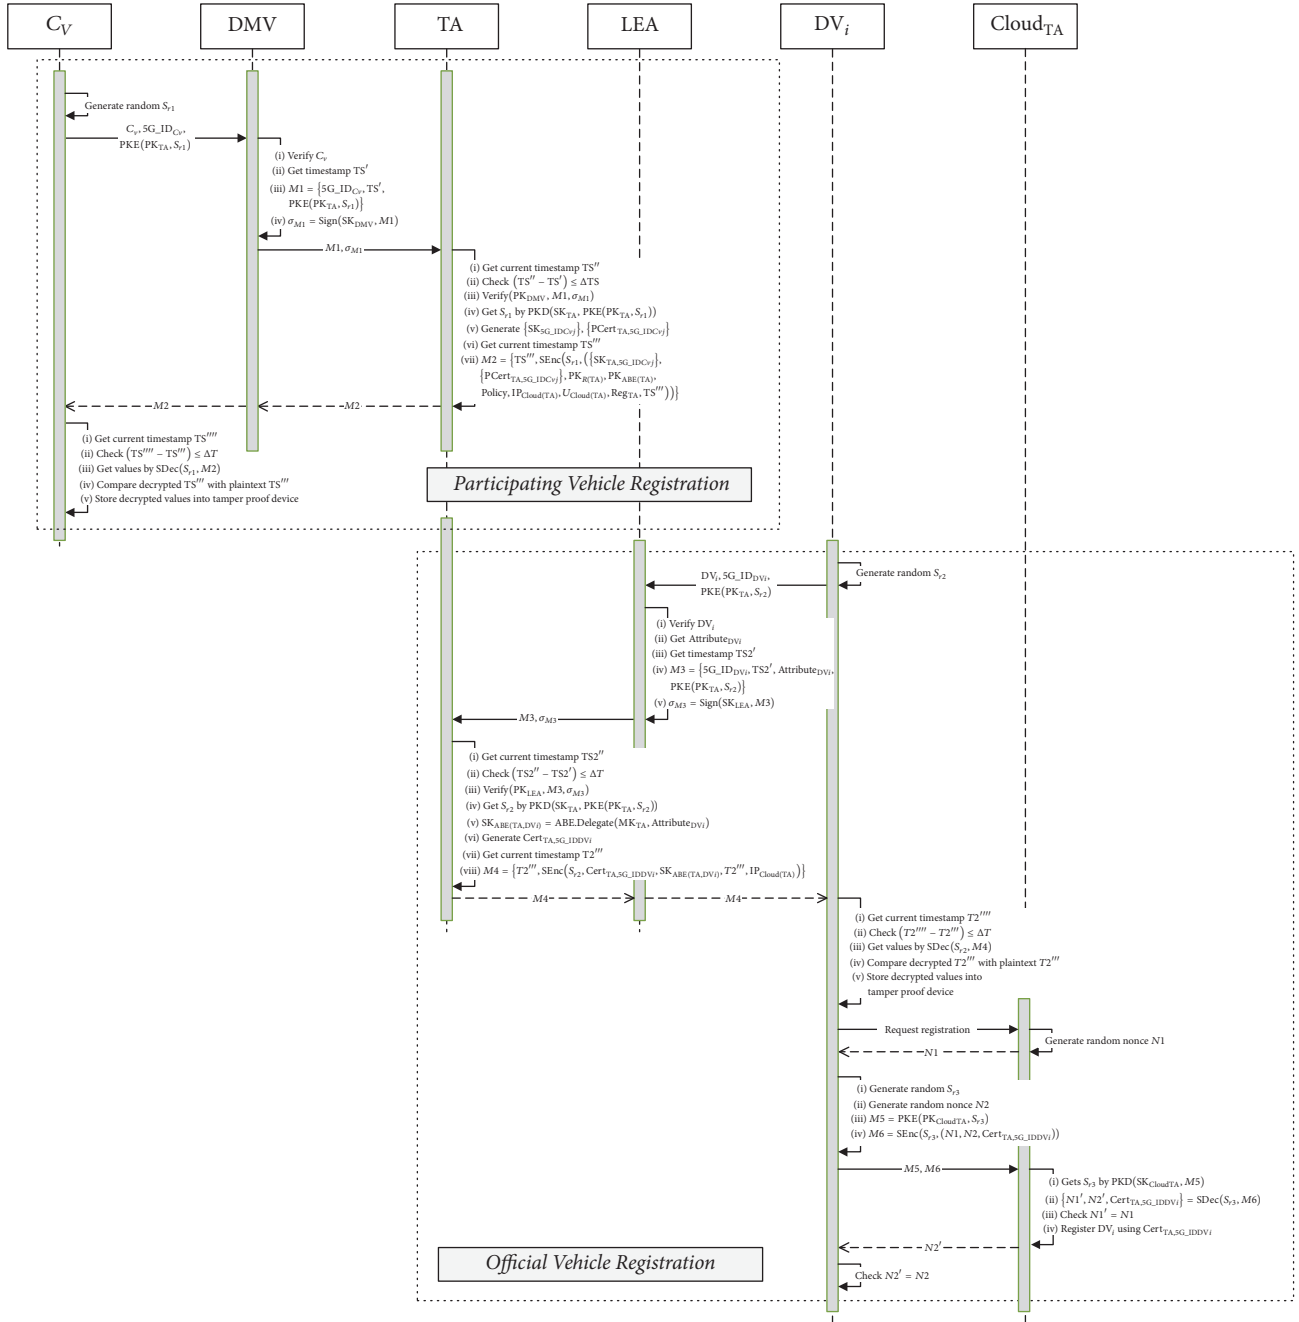 C_V
DMV
TA
LEA
DV_i
Cloud_TA
Generate random S_r1
C_v, 5G_ID_Cv,
PKE(PK_TA, S_r1)
(i) Verify C_v
(ii) Get timestamp TS′
(iii) M1 = {5G_ID_Cv, TS′,
PKE(PK_TA, S_r1)}
(iv) σ_M1 = Sign(SK_DMV, M1)
M1, σ_M1
(i) Get current timestamp TS″
(ii) Check (TS″ − TS′) ≤ ΔTS
(iii) Verify(PK_DMV, M1, σ_M1)
(iv) Get S_r1 by PKD(SK_TA, PKE(PK_TA, S_r1))
(v) Generate {SK_5G_IDCvj}, {PCert_TA,5G_IDCvj}
(vi) Get current timestamp TS‴
(vii) M2 = {TS‴, SEnc(S_r1, ({SK_TA,5G_IDCvj},
{PCert_TA,5G_IDCvj}, PK_R(TA), PK_ABE(TA),
Policy, IP_Cloud(TA), U_Cloud(TA), Reg_TA, TS‴))}
M2
M2
(i) Get current timestamp TS⁗
(ii) Check (TS⁗ − TS‴) ≤ ΔT
(iii) Get values by SDec(S_r1, M2)
(iv) Compare decrypted TS‴ with plaintext TS‴
(v) Store decrypted values into tamper proof device
Participating Vehicle Registration
Generate random S_r2
DV_i, 5G_ID_DVi,
PKE(PK_TA, S_r2)
(i) Verify DV_i
(ii) Get Attribute_DVi
(iii) Get timestamp TS2′
(iv) M3 = {5G_ID_DVi, TS2′, Attribute_DVi,
PKE(PK_TA, S_r2)}
(v) σ_M3 = Sign(SK_LEA, M3)
M3, σ_M3
(i) Get current timestamp TS2″
(ii) Check (TS2″ − TS2′) ≤ ΔT
(iii) Verify(PK_LEA, M3, σ_M3)
(iv) Get S_r2 by PKD(SK_TA, PKE(PK_TA, S_r2))
(v) SK_ABE(TA,DVi) = ABE.Delegate(MK_TA, Attribute_DVi)
(vi) Generate Cert_TA,5G_IDDVi
(vii) Get current timestamp T2‴
(viii) M4 = {T2‴, SEnc(S_r2, Cert_TA,5G_IDDVi, SK_ABE(TA,DVi), T2‴, IP_Cloud(TA))}
M4
M4
(i) Get current timestamp T2⁗
(ii) Check (T2⁗ − T2‴) ≤ ΔT
(iii) Get values by SDec(S_r2, M4)
(iv) Compare decrypted T2‴ with plaintext T2‴
(v) Store decrypted values into
tamper proof device
Request registration
Generate random nonce N1
N1
(i) Generate random S_r3
(ii) Generate random nonce N2
(iii) M5 = PKE(PK_CloudTA, S_r3)
(iv) M6 = SEnc(S_r3, (N1, N2, Cert_TA,5G_IDDVi))
M5, M6
(i) Gets S_r3 by PKD(SK_CloudTA, M5)
(ii) {N1′, N2′, Cert_TA,5G_IDDVi} = SDec(S_r3, M6)
(iii) Check N1′ = N1
(iv) Register DV_i using Cert_TA,5G_IDDVi
N2′
Check N2′ = N2
Official Vehicle Registration